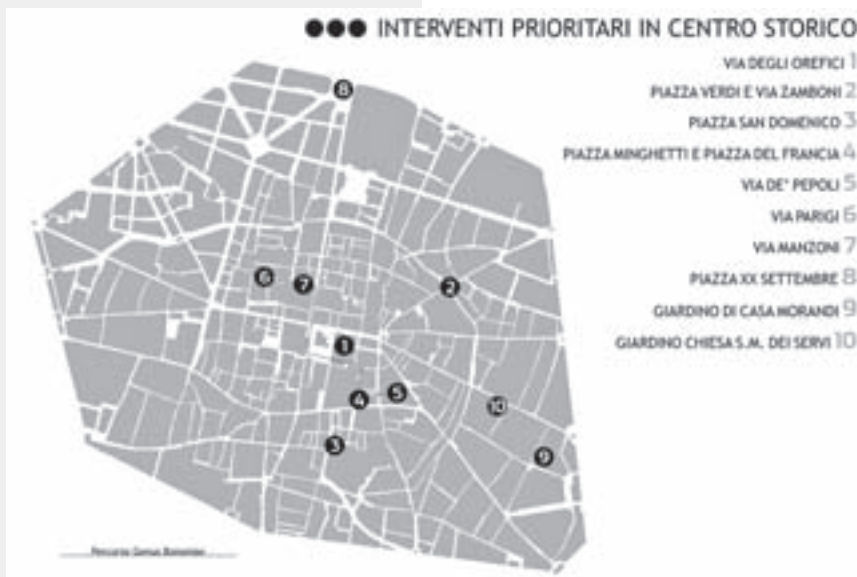 INTERVENTI PRIORITARI IN CENTRO STORICO
VIA DEGLI OREFICI 1
PIAZZA VERDI E VIA ZAMBONI 2
PIAZZA SAN DOMENICO 3
PIAZZA MINGHETTI E PIAZZA DEL FRANCIA 4
VIA DE' PEPOLI 5
VIA PARIGI 6
VIA MANZONI 7
PIAZZA XX SETTEMBRE 8
GIARDINO DI CASA MORANDI 9
GIARDINO CHIESA S.M. DEI SERVI 10
8
6
7
2
1
5
4
10
3
9
Percorso